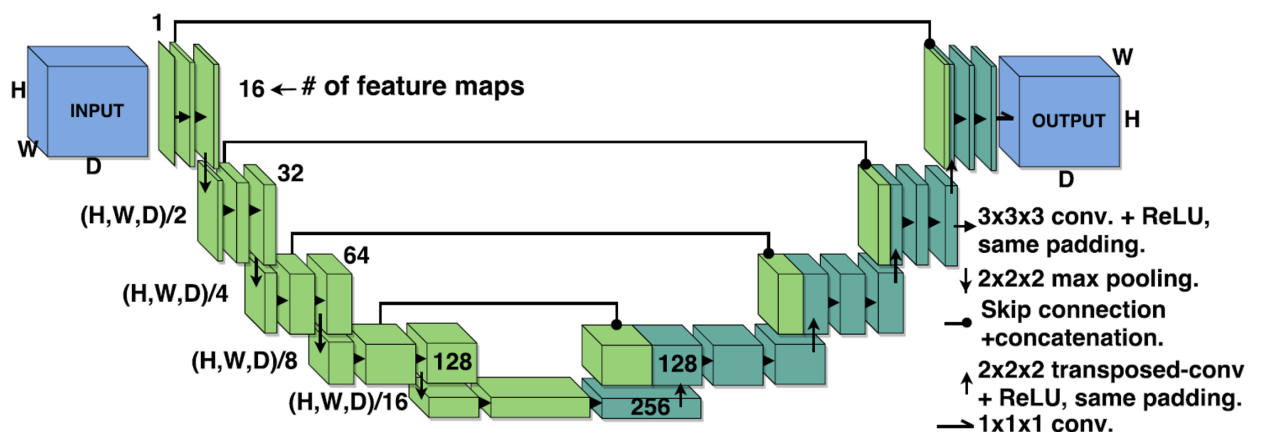 1
H
INPUT
W
D
16 ← # of feature maps
W
OUTPUT
H
D
32
(H,W,D)/2
64
(H,W,D)/4
(H,W,D)/8
128
128
(H,W,D)/16
256
3x3x3 conv. + ReLU,
same padding.
2x2x2 max pooling.
Skip connection
+concatenation.
2x2x2 transposed-conv
+ ReLU, same padding.
1x1x1 conv.